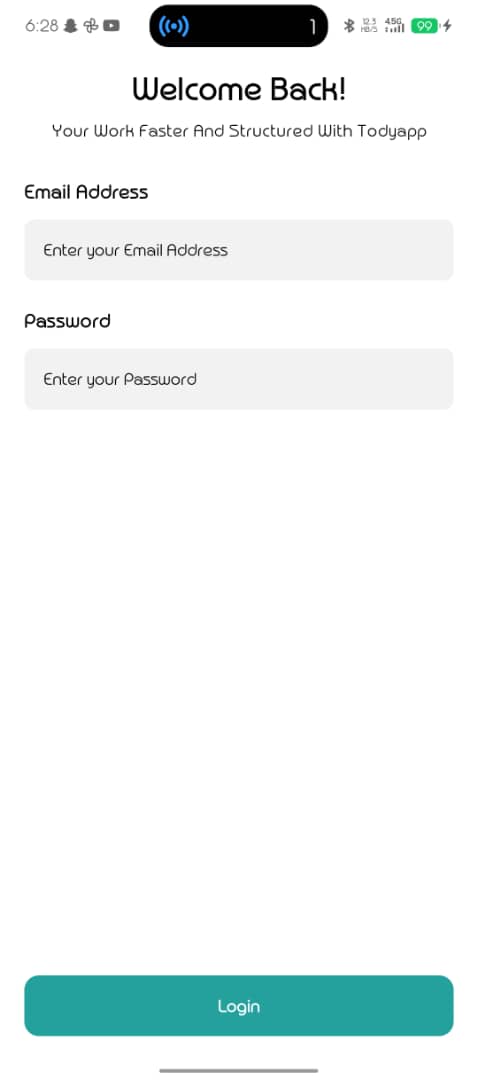 6:28
1
12.3
KB/S
4.5G
99
Welcome Back!
Your Work Faster And Structured With Todyapp
Email Address
Enter your Email Address
Password
Enter your Password
Login